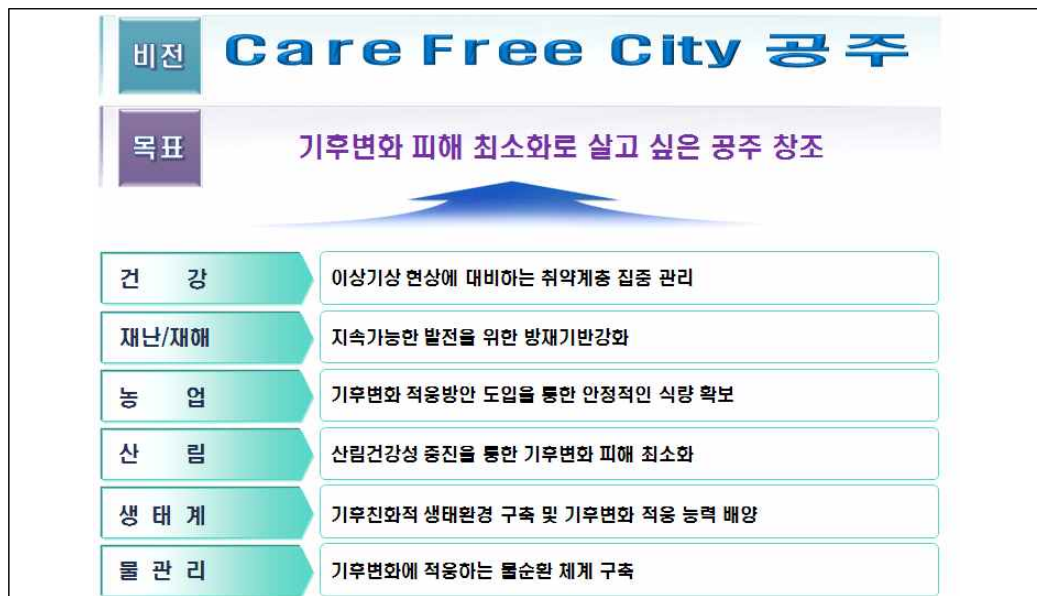 비전 Care Free City 공주
목표 기후변화 피해 최소화로 살고 싶은 공주 창조
건 강 이상기상 현상에 대비하는 취약계층 집중 관리
재난/재해 지속가능한 발전을 위한 방재기반강화
농 업 기후변화 적응방안 도입을 통한 안정적인 식량 확보
산 림 산림건강성 증진을 통한 기후변화 피해 최소화
생 태 계 기후친화적 생태환경 구축 및 기후변화 적응 능력 배양
물 관 리 기후변화에 적응하는 물순환 체계 구축